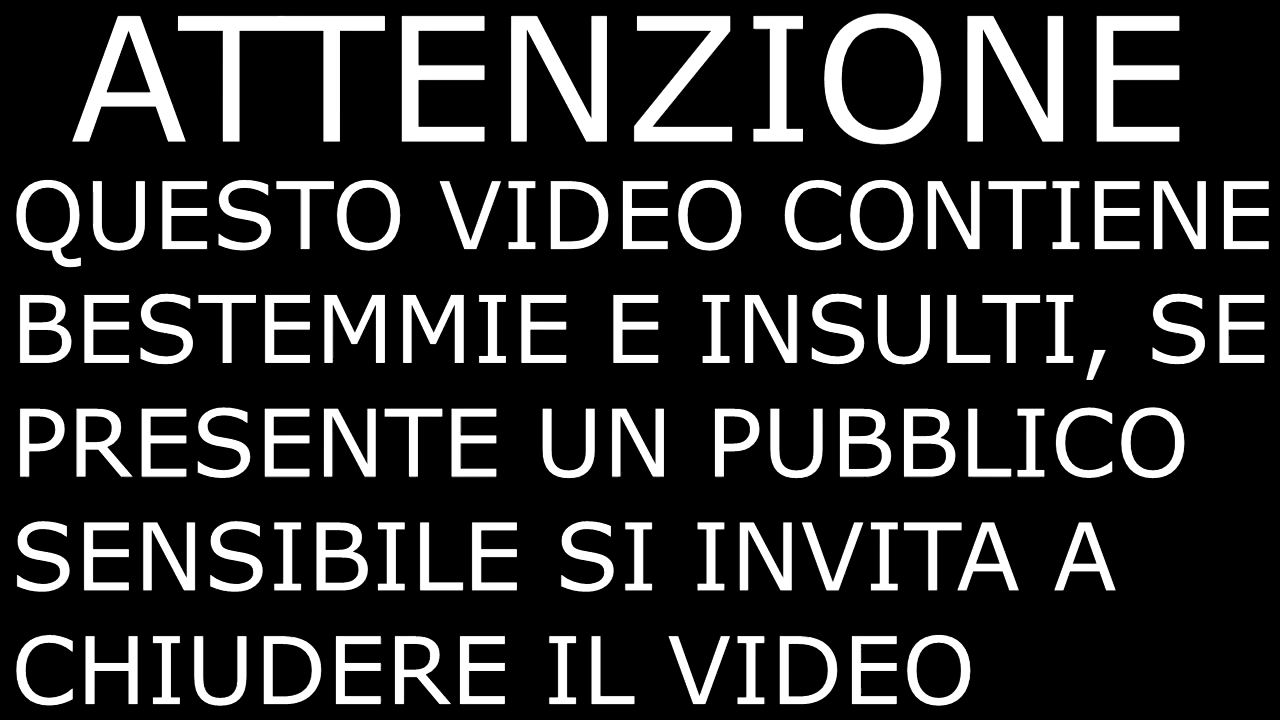 ATTENZIONE
QUESTO VIDEO CONTIENE
BESTEMMIE E INSULTI, SE
PRESENTE UN PUBBLICO
SENSIBILE SI INVITA A
CHIUDERE IL VIDEO